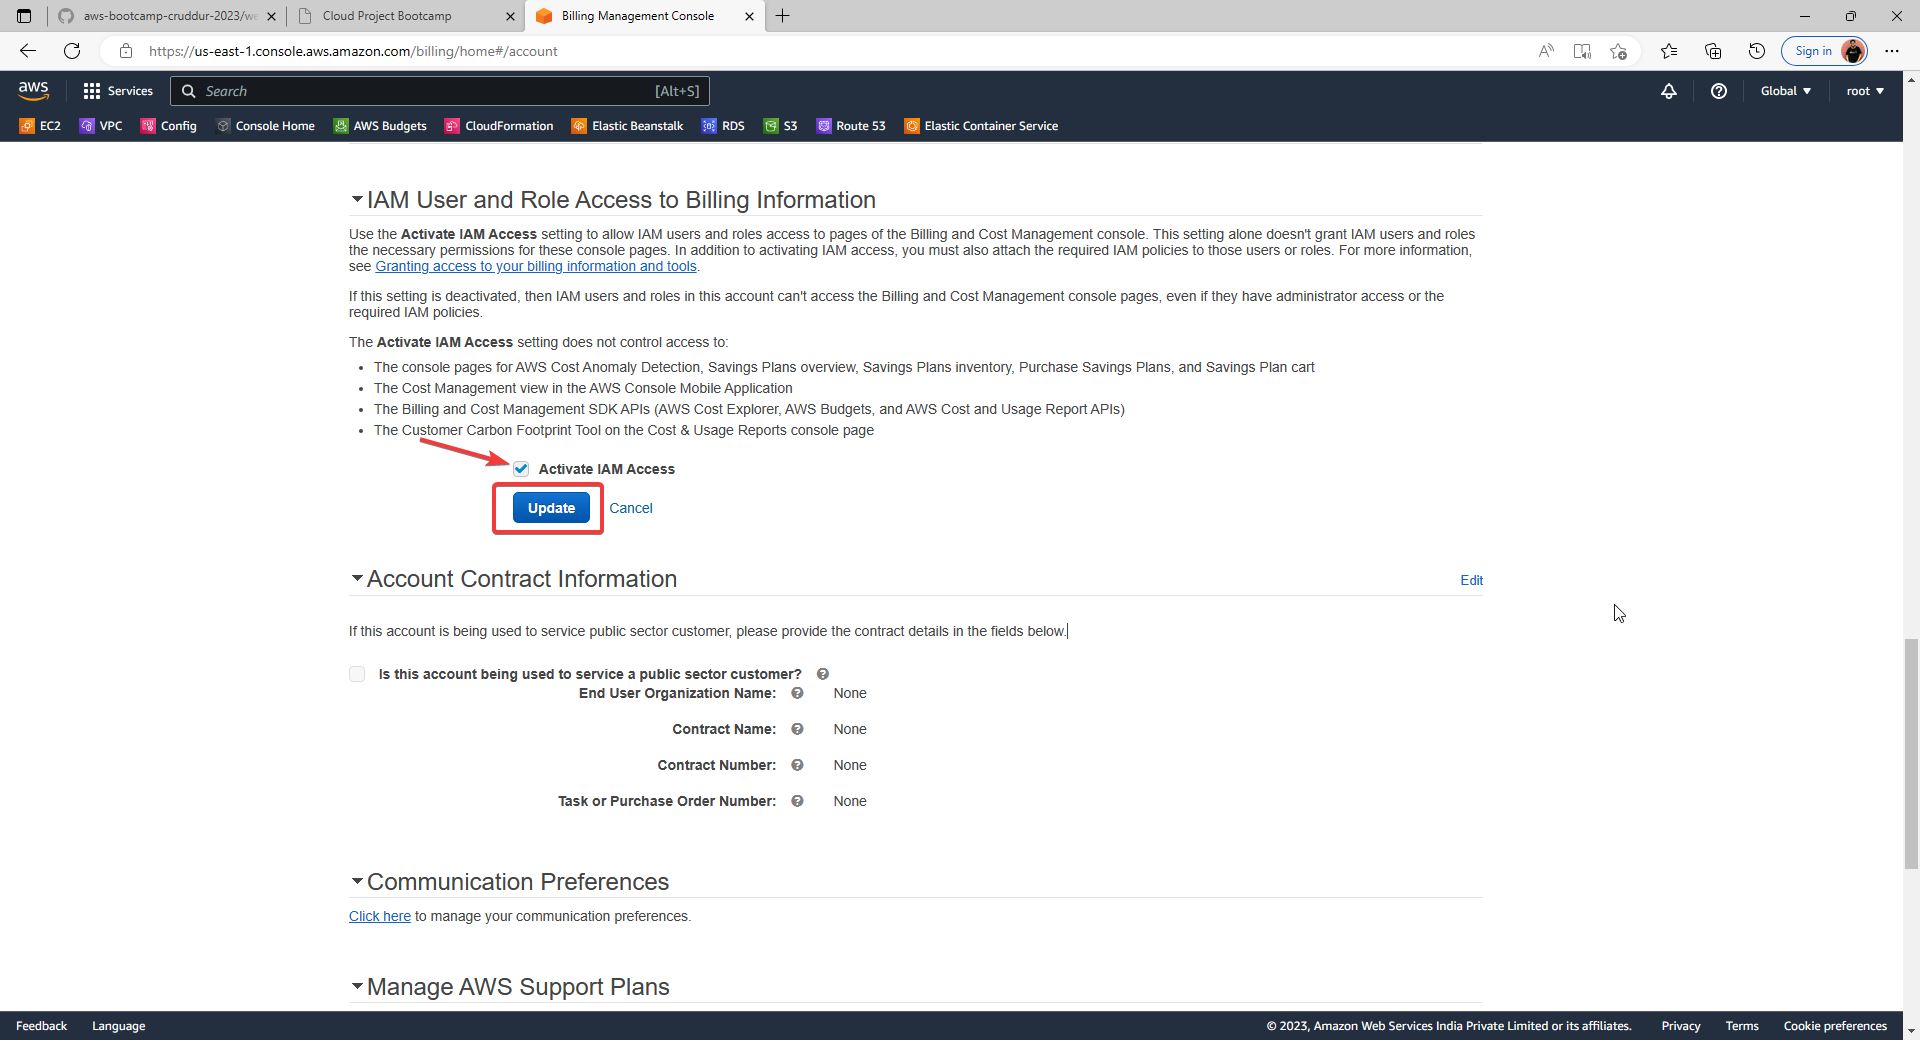 aws-bootcamp-cruddur-2023/we
Cloud Project Bootcamp
Billing Management Console
https://us-east-1.console.aws.amazon.com/billing/home#/account
Sign in
aws
Services
Search
[Alt+S]
Global
root
EC2
VPC
Config
Console Home
AWS Budgets
CloudFormation
Elastic Beanstalk
RDS
S3
Route 53
Elastic Container Service
IAM User and Role Access to Billing Information
Use the Activate IAM Access setting to allow IAM users and roles access to pages of the Billing and Cost Management console. This setting alone doesn't grant IAM users and roles
the necessary permissions for these console pages. In addition to activating IAM access, you must also attach the required IAM policies to those users or roles. For more information,
see Granting access to your billing information and tools.
If this setting is deactivated, then IAM users and roles in this account can't access the Billing and Cost Management console pages, even if they have administrator access or the
required IAM policies.
The Activate IAM Access setting does not control access to:
• The console pages for AWS Cost Anomaly Detection, Savings Plans overview, Savings Plans inventory, Purchase Savings Plans, and Savings Plan cart
• The Cost Management view in the AWS Console Mobile Application
• The Billing and Cost Management SDK APIs (AWS Cost Explorer, AWS Budgets, and AWS Cost and Usage Report APIs)
• The Customer Carbon Footprint Tool on the Cost & Usage Reports console page
Activate IAM Access
Update
Cancel
Account Contract Information
Edit
If this account is being used to service public sector customer, please provide the contract details in the fields below.
Is this account being used to service a public sector customer?
End User Organization Name: None
Contract Name: None
Contract Number: None
Task or Purchase Order Number: None
Communication Preferences
Click here to manage your communication preferences.
Manage AWS Support Plans
Feedback
Language
© 2023, Amazon Web Services India Private Limited or its affiliates.
Privacy
Terms
Cookie preferences